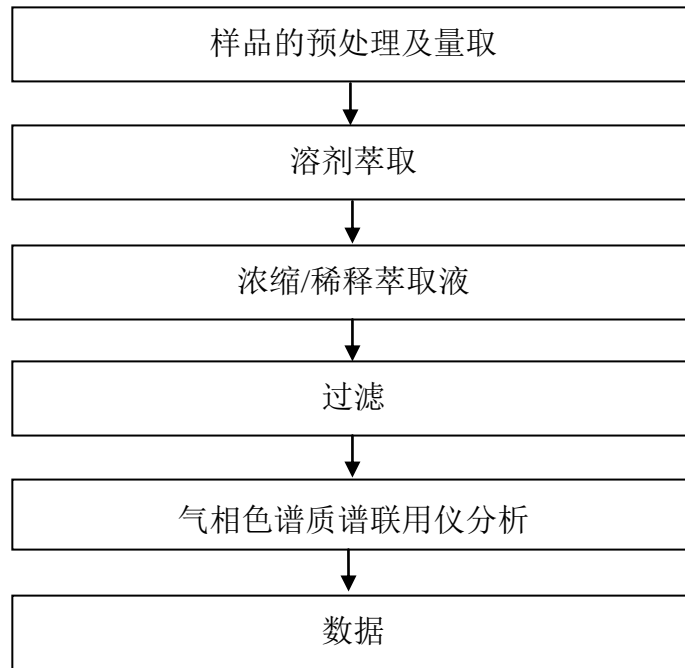 样品的预处理及量取
溶剂萃取
浓缩/稀释萃取液
过滤
气相色谱质谱联用仪分析
数据